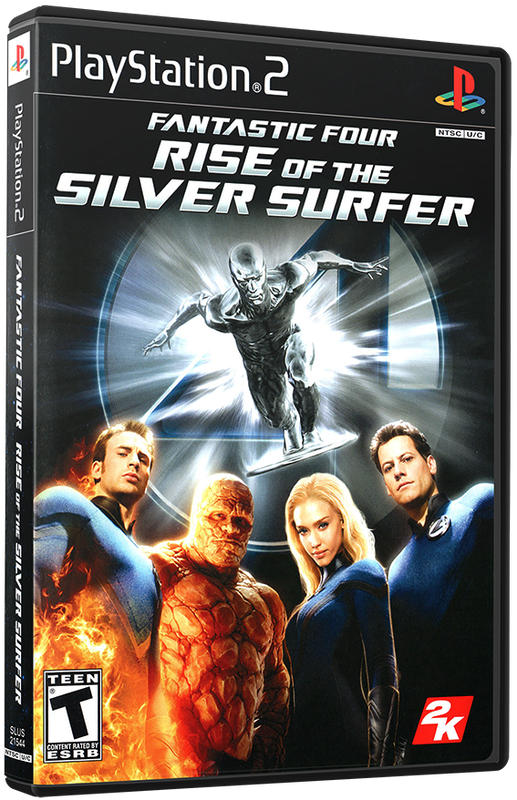 PlayStation®2
NTSC U/C
FANTASTIC FOUR
RISE OF THE
SILVER SURFER
TEEN
T
CONTENT RATED BY
ESRB
2K
PlayStation®2
FANTASTIC FOUR RISE OF THE SILVER SURFER
SLUS
21544
NTSC U/C